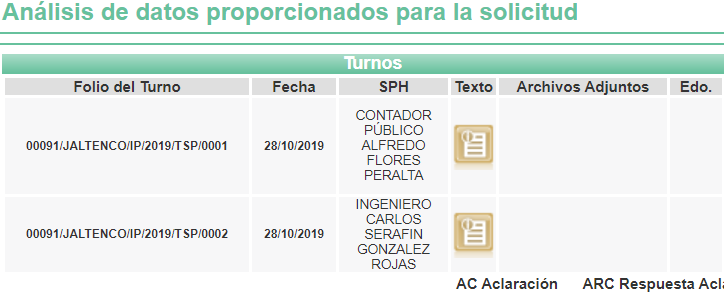 Análisis de datos proporcionados para la solicitud
Turnos
Folio del Turno Fecha SPH Texto Archivos Adjuntos Edo.
00091/JALTENCO/IP/2019/TSP/0001 28/10/2019 CONTADOR
PÚBLICO
ALFREDO
FLORES
PERALTA
00091/JALTENCO/IP/2019/TSP/0002 28/10/2019 INGENIERO
CARLOS
SERAFIN
GONZALEZ
ROJAS
AC Aclaración ARC Respuesta Acla